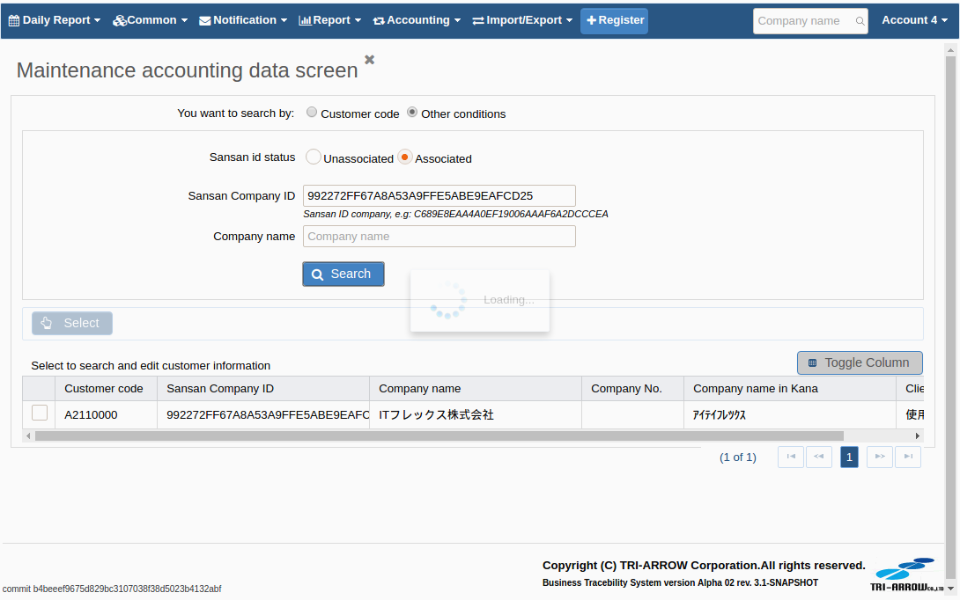 Daily Report Common Notification Report Accounting Import/Export Register Company name Account 4
Maintenance accounting data screen
You want to search by: Customer code Other conditions
Sansan id status Unassociated Associated
Sansan Company ID 992272FF67A8A53A9FFE5ABE9EAFCD25
Sansan ID company, e.g: C689E8EAA4A0EF19006AAAF6A2DCCCEA
Company name Company name
Search
Loading...
Select
Select to search and edit customer information Toggle Column
Customer code Sansan Company ID Company name Company No. Company name in Kana Clie
A2110000 992272FF67A8A53A9FFE5ABE9EAFC ITフレックス株式会社 ｱｲﾃｲﾌﾚﾂｸｽ 使用
(1 of 1) 1
Copyright (C) TRI-ARROW Corporation.All rights reserved.
Business Tracebility System version Alpha 02 rev. 3.1-SNAPSHOT
TRI-ARROW CO.,LTD
commit b4beeef9675d829bc3107038f38d5023b4132abf